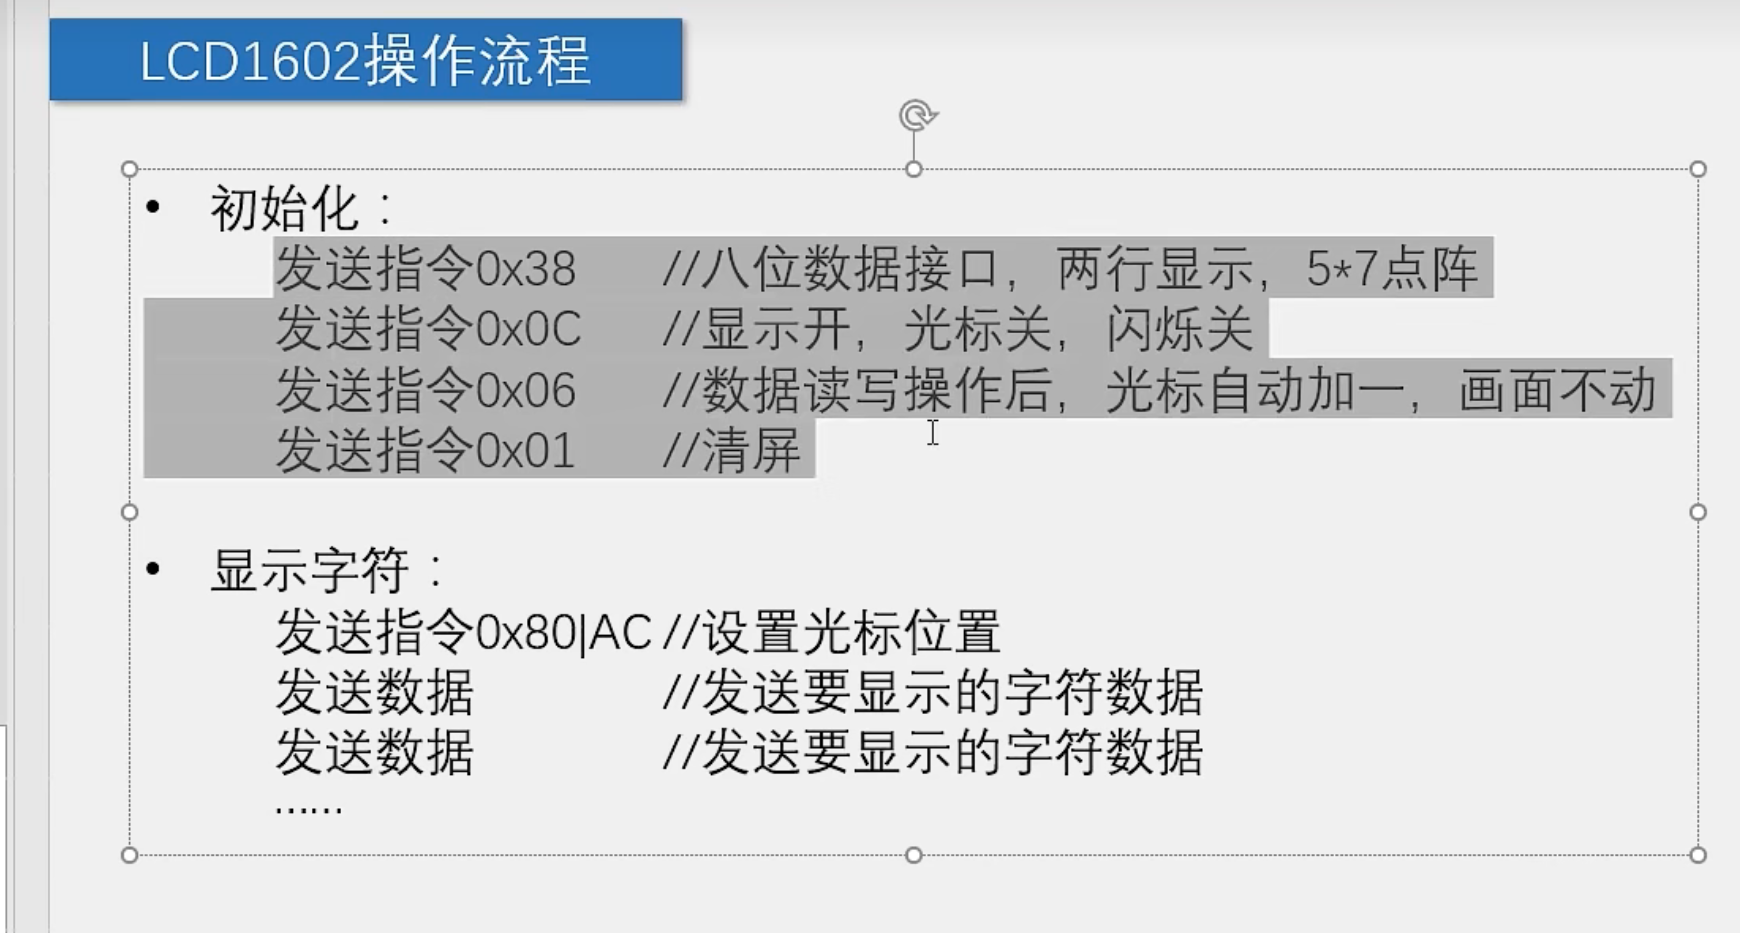 LCD1602操作流程
• 初始化：
发送指令0x38 //八位数据接口，两行显示，5*7点阵
发送指令0x0C //显示开，光标关，闪烁关
发送指令0x06 //数据读写操作后，光标自动加一，画面不动
发送指令0x01 //清屏
• 显示字符：
发送指令0x80|AC //设置光标位置
发送数据 //发送要显示的字符数据
发送数据 //发送要显示的字符数据
……